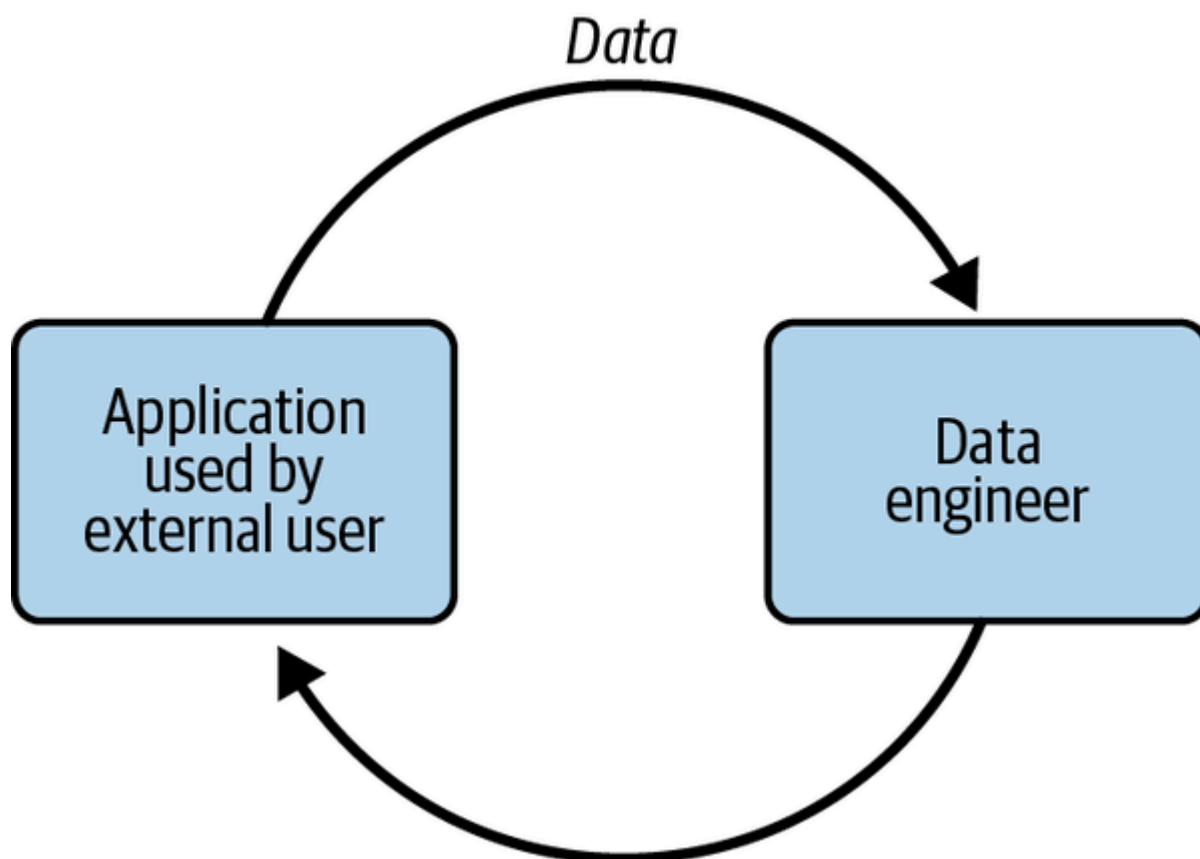 Data
Application
used by
external user
Data
engineer